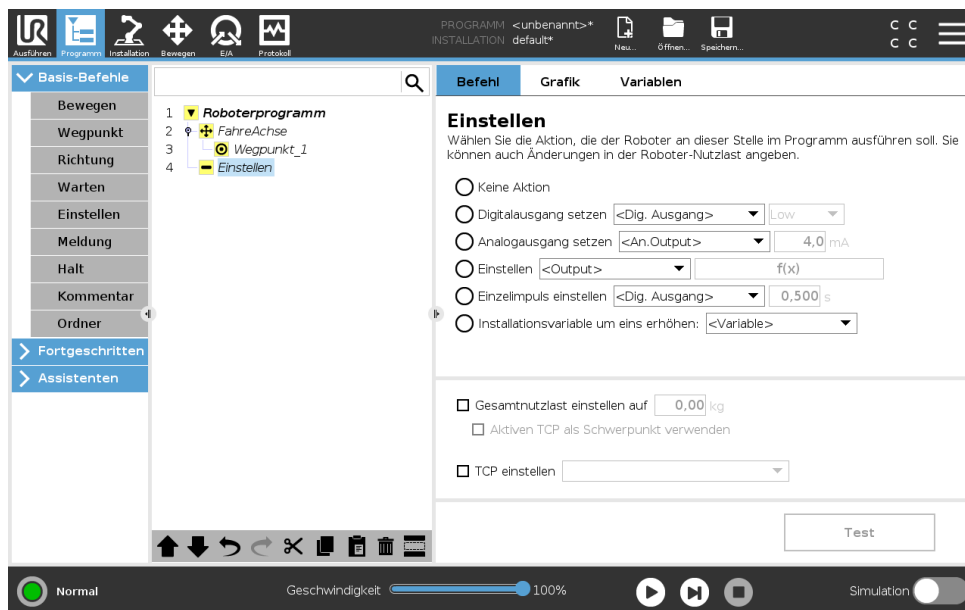 PROGRAMM <unbenannt>*
INSTALLATION default*
Ausführen Programm Installation Bewegen E/A Protokoll
Neu... Öffnen... Speichern...
C C
C C
Basis-Befehle
Bewegen
Wegpunkt
Richtung
Warten
Einstellen
Meldung
Halt
Kommentar
Ordner
Fortgeschritten
Assistenten
1 Roboterprogramm
2 FahreAchse
3 Wegpunkt_1
4 Einstellen
Befehl Grafik Variablen
Einstellen
Wählen Sie die Aktion, die der Roboter an dieser Stelle im Programm ausführen soll. Sie
können auch Änderungen in der Roboter-Nutzlast angeben.
Keine Aktion
Digitalausgang setzen <Dig. Ausgang> Low
Analogausgang setzen <An.Output> 4,0 mA
Einstellen <Output> f(x)
Einzelimpuls einstellen <Dig. Ausgang> 0,500 s
Installationsvariable um eins erhöhen: <Variable>
Gesamtnutzlast einstellen auf 0,00 kg
Aktiven TCP als Schwerpunkt verwenden
TCP einstellen
Test
Normal
Geschwindigkeit 100%
Simulation